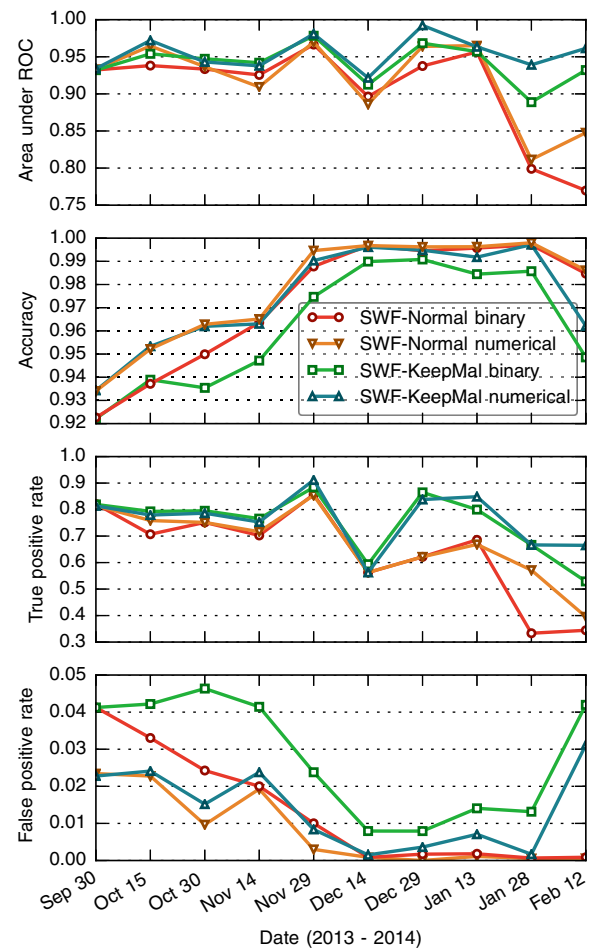 1.00
0.95
0.90
0.85
0.80
0.75
Area under ROC
1.00
0.99
0.98
0.97
0.96
0.95
0.94
0.93
0.92
Accuracy
SWF-Normal binary
SWF-Normal numerical
SWF-KeepMal binary
SWF-KeepMal numerical
1.0
0.9
0.8
0.7
0.6
0.5
0.4
0.3
True positive rate
0.05
0.04
0.03
0.02
0.01
0.00
False positive rate
Sep 30
Oct 15
Oct 30
Nov 14
Nov 29
Dec 14
Dec 29
Jan 13
Jan 28
Feb 12
Date (2013 - 2014)